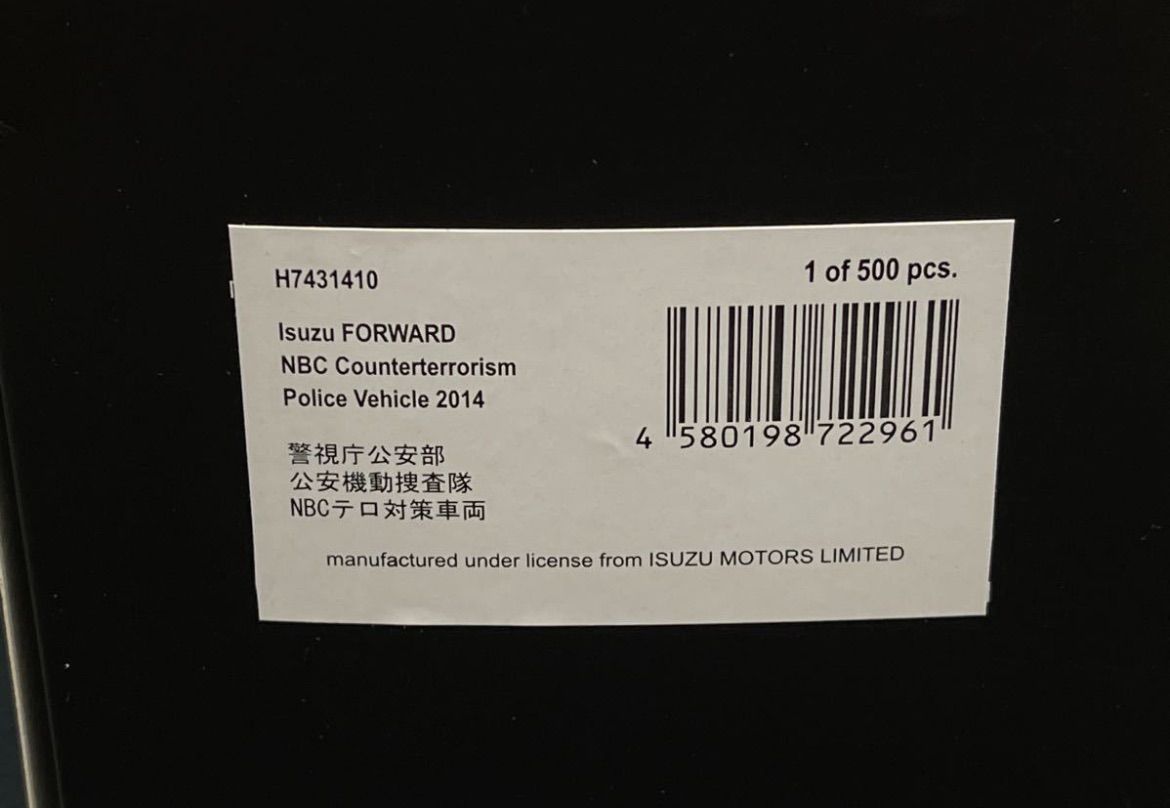 H7431410
1 of 500 pcs.
Isuzu FORWARD
NBC Counterterrorism
Police Vehicle 2014
警視庁公安部
公安機動捜査隊
NBCテロ対策車両
4 580198 722961
manufactured under license from ISUZU MOTORS LIMITED